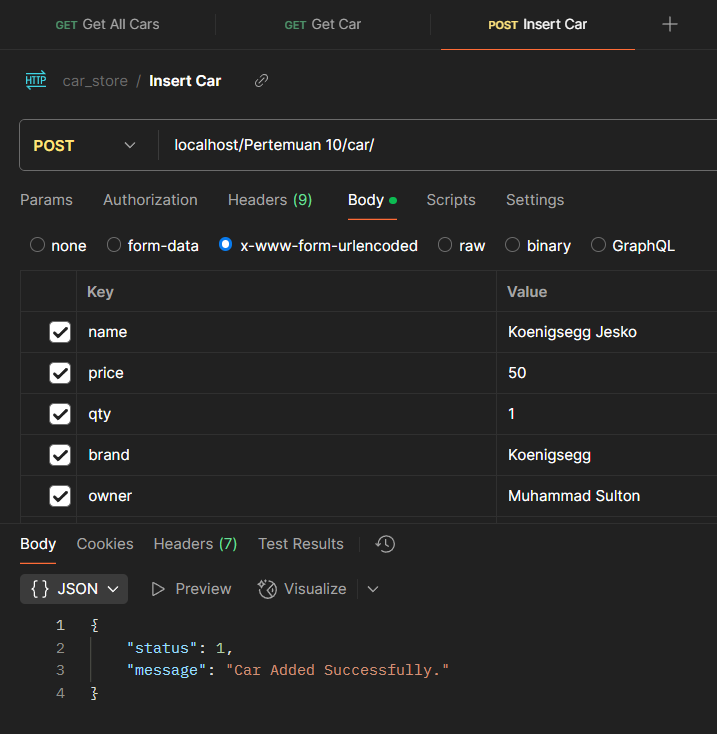 GET Get All Cars GET Get Car POST Insert Car
HTTP car_store / Insert Car
POST localhost/Pertemuan 10/car/
Params Authorization Headers (9) Body Scripts Settings
none form-data x-www-form-urlencoded raw binary GraphQL
Key Value
name Koenigsegg Jesko
price 50
qty 1
brand Koenigsegg
owner Muhammad Sulton
Body Cookies Headers (7) Test Results
{} JSON Preview Visualize
1 {
2 "status": 1,
3 "message": "Car Added Successfully."
4 }